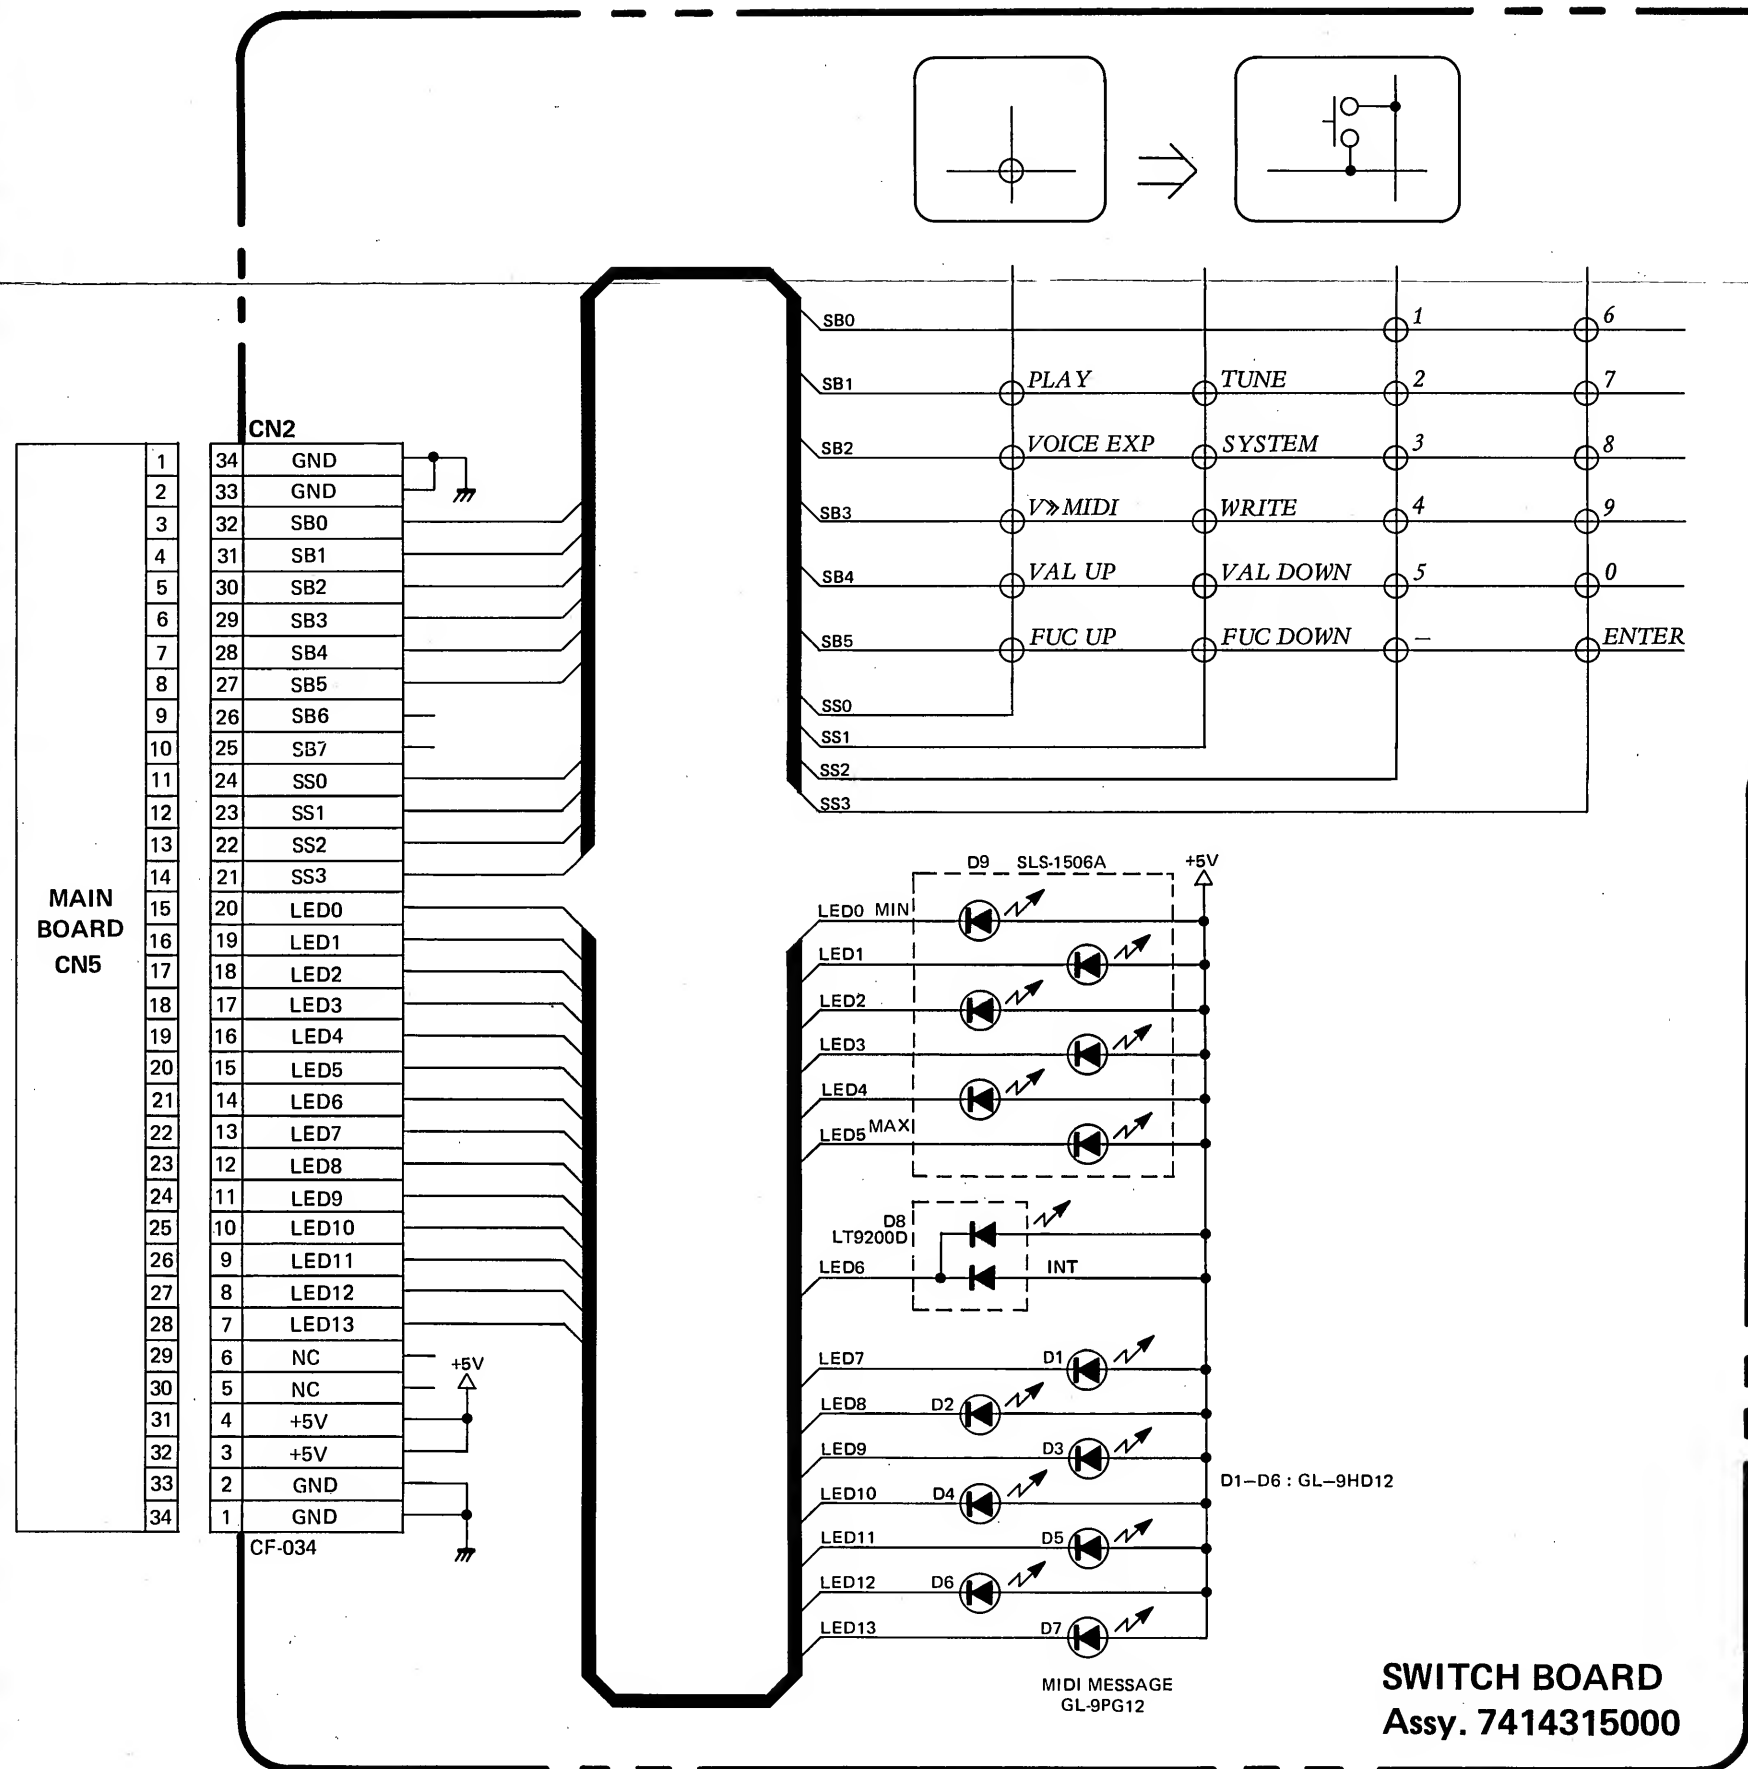 SB0 1 6
SB1 PLAY TUNE 2 7
SB2 VOICE EXP SYSTEM 3 8
SB3 V≫MIDI WRITE 4 9
SB4 VAL UP VAL DOWN 5 0
SB5 FUC UP FUC DOWN – ENTER
SS0
SS1
SS2
SS3
CN2
1 34 GND
2 33 GND
3 32 SB0
4 31 SB1
5 30 SB2
6 29 SB3
7 28 SB4
8 27 SB5
9 26 SB6
10 25 SB7
11 24 SS0
12 23 SS1
13 22 SS2
14 21 SS3
15 20 LED0
16 19 LED1
17 18 LED2
18 17 LED3
19 16 LED4
20 15 LED5
21 14 LED6
22 13 LED7
23 12 LED8
24 11 LED9
25 10 LED10
26 9 LED11
27 8 LED12
28 7 LED13
29 6 NC
30 5 NC
31 4 +5V
32 3 +5V
33 2 GND
34 1 GND
MAIN
BOARD
CN5
+5V
CF-034
D9 SLS-1506A +5V
LED0 MIN
LED1
LED2
LED3
LED4
LED5 MAX
D8
LT9200D
LED6 INT
LED7 D1
LED8 D2
LED9 D3
D1–D6 : GL–9HD12
LED10 D4
LED11 D5
LED12 D6
LED13 D7
MIDI MESSAGE
GL-9PG12
SWITCH BOARD
Assy. 7414315000